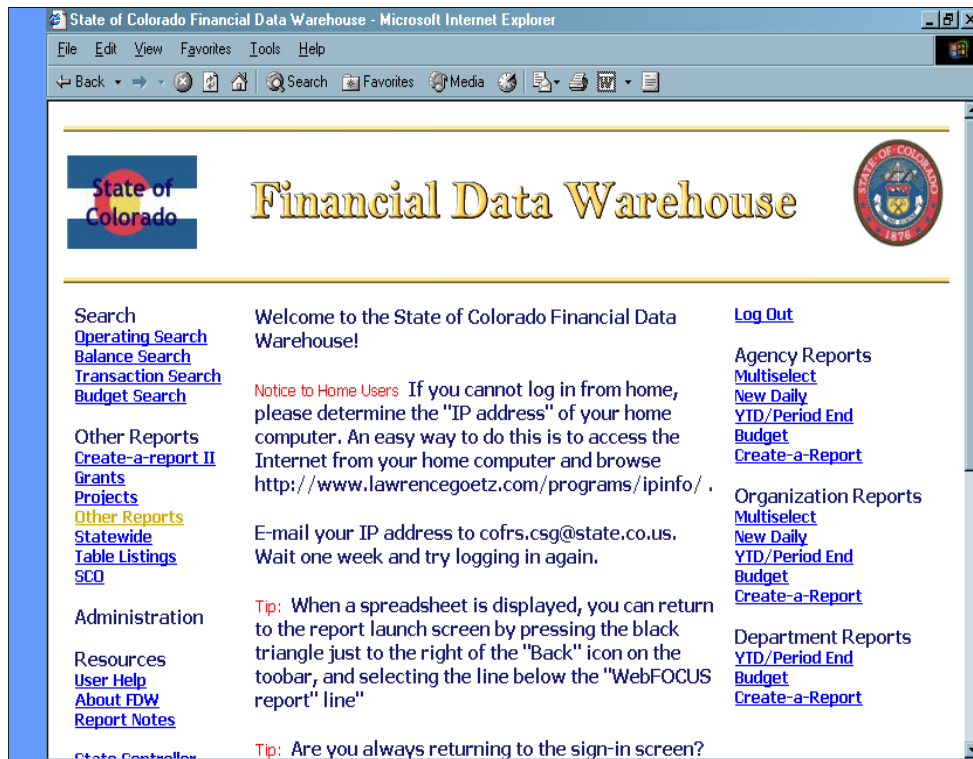 State of Colorado Financial Data Warehouse - Microsoft Internet Explorer
File Edit View Favorites Tools Help
Back Search Favorites Media
State of
Colorado
Financial Data Warehouse
STATE OF COLORADO
1876
Search
Operating Search
Balance Search
Transaction Search
Budget Search
Other Reports
Create-a-report II
Grants
Projects
Other Reports
Statewide
Table Listings
SCO
Administration
Resources
User Help
About FDW
Report Notes
State Controller
Welcome to the State of Colorado Financial Data
Warehouse!
Notice to Home Users If you cannot log in from home,
please determine the "IP address" of your home
computer. An easy way to do this is to access the
Internet from your home computer and browse
http://www.lawrencegoetz.com/programs/ipinfo/ .
E-mail your IP address to cofrs.csg@state.co.us.
Wait one week and try logging in again.
Tip: When a spreadsheet is displayed, you can return
to the report launch screen by pressing the black
triangle just to the right of the "Back" icon on the
toobar, and selecting the line below the "WebFOCUS
report" line"
Tip: Are you always returning to the sign-in screen?
Log Out
Agency Reports
Multiselect
New Daily
YTD/Period End
Budget
Create-a-Report
Organization Reports
Multiselect
New Daily
YTD/Period End
Budget
Create-a-Report
Department Reports
YTD/Period End
Budget
Create-a-Report